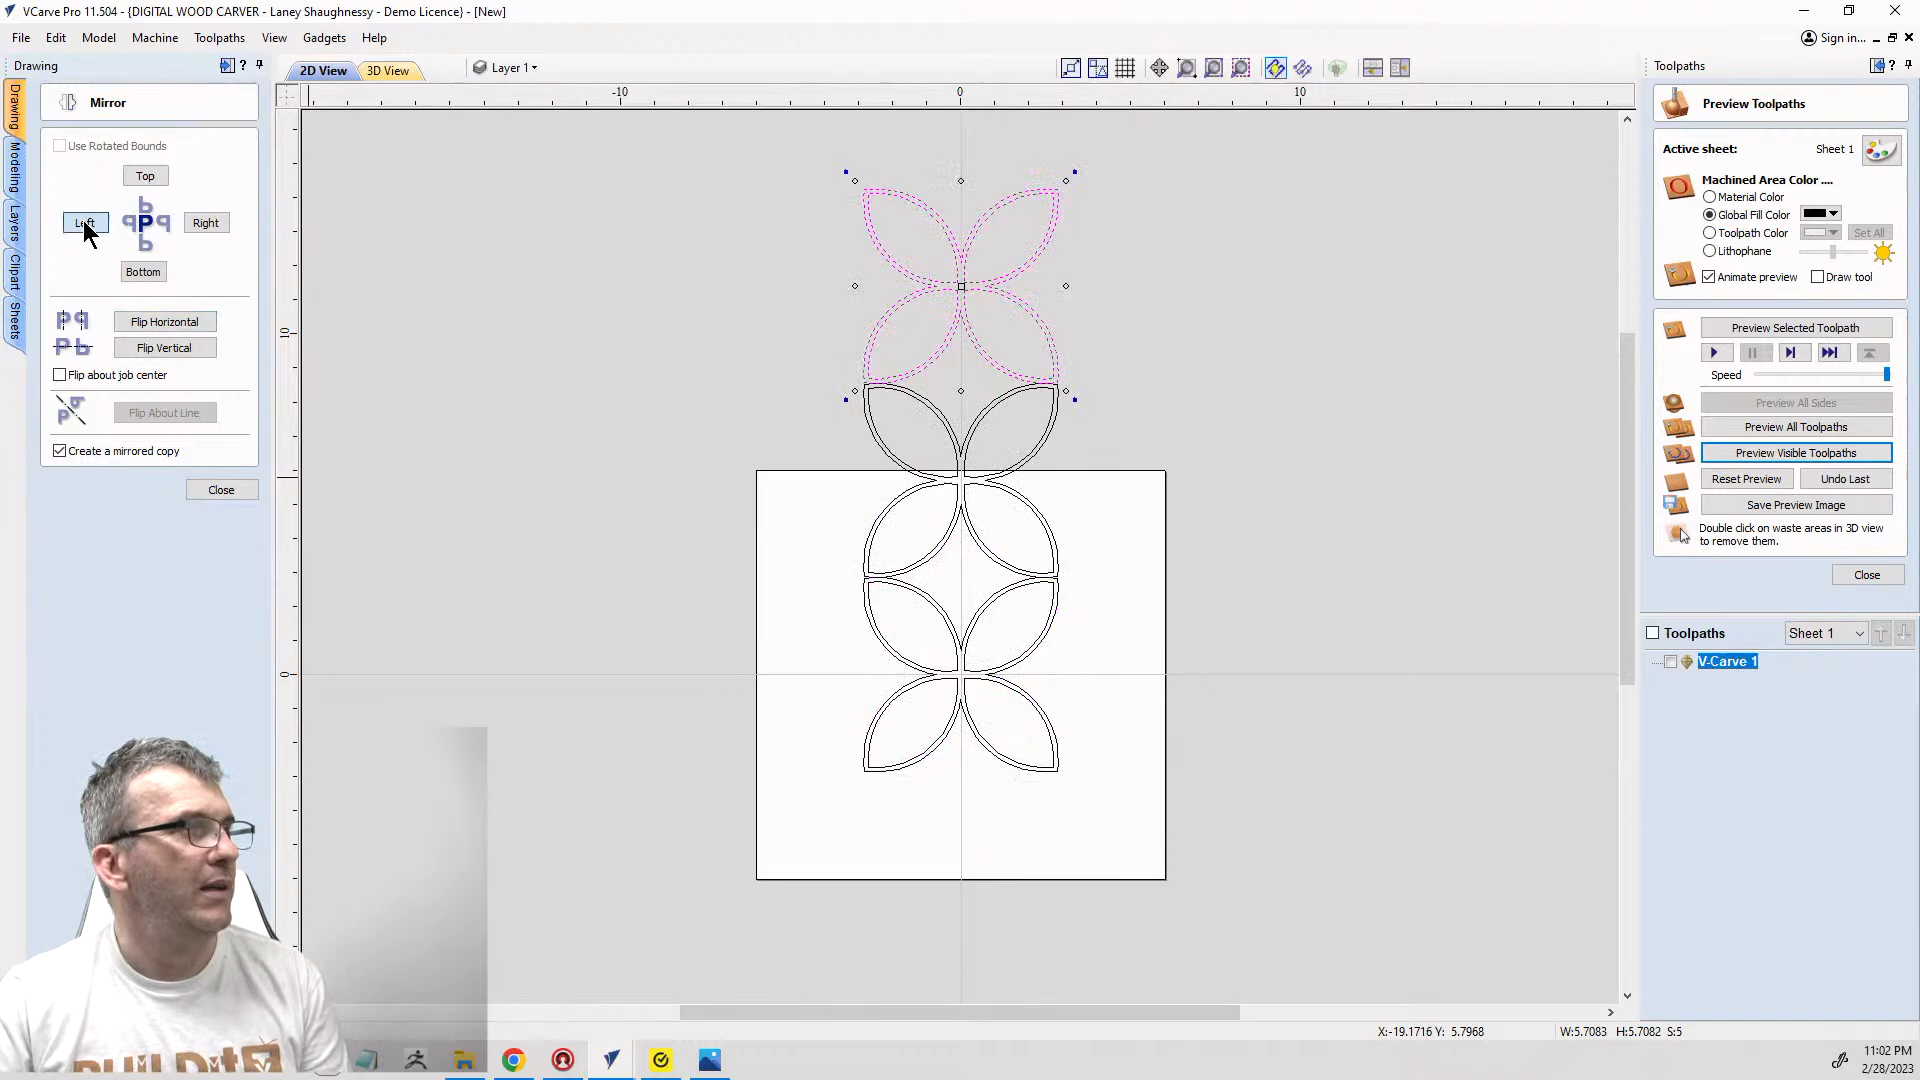 VCarve Pro 11.504 - {DIGITAL WOOD CARVER - Laney Shaughnessy - Demo Licence} - [New]
File Edit Model Machine Toolpaths View Gadgets Help
Sign in...
Drawing
2D View
3D View
Layer 1
Toolpaths
Drawing
Modeling
Layers
Clipart
Sheets
Mirror
Use Rotated Bounds
Top
Left
Right
Bottom
Flip Horizontal
Flip Vertical
Flip about job center
Flip About Line
Create a mirrored copy
Close
-10
0
10
10
0
Preview Toolpaths
Active sheet:
Sheet 1
Machined Area Color ....
Material Color
Global Fill Color
Toolpath Color
Set All
Lithophane
Animate preview
Draw tool
Preview Selected Toolpath
Speed
Preview All Sides
Preview All Toolpaths
Preview Visible Toolpaths
Reset Preview
Undo Last
Save Preview Image
Double click on waste areas in 3D view
to remove them.
Close
Toolpaths
Sheet 1
V-Carve 1
X:-19.1716 Y: 5.7968
W:5.7083 H:5.7082 S:5
11:02 PM
2/28/2023